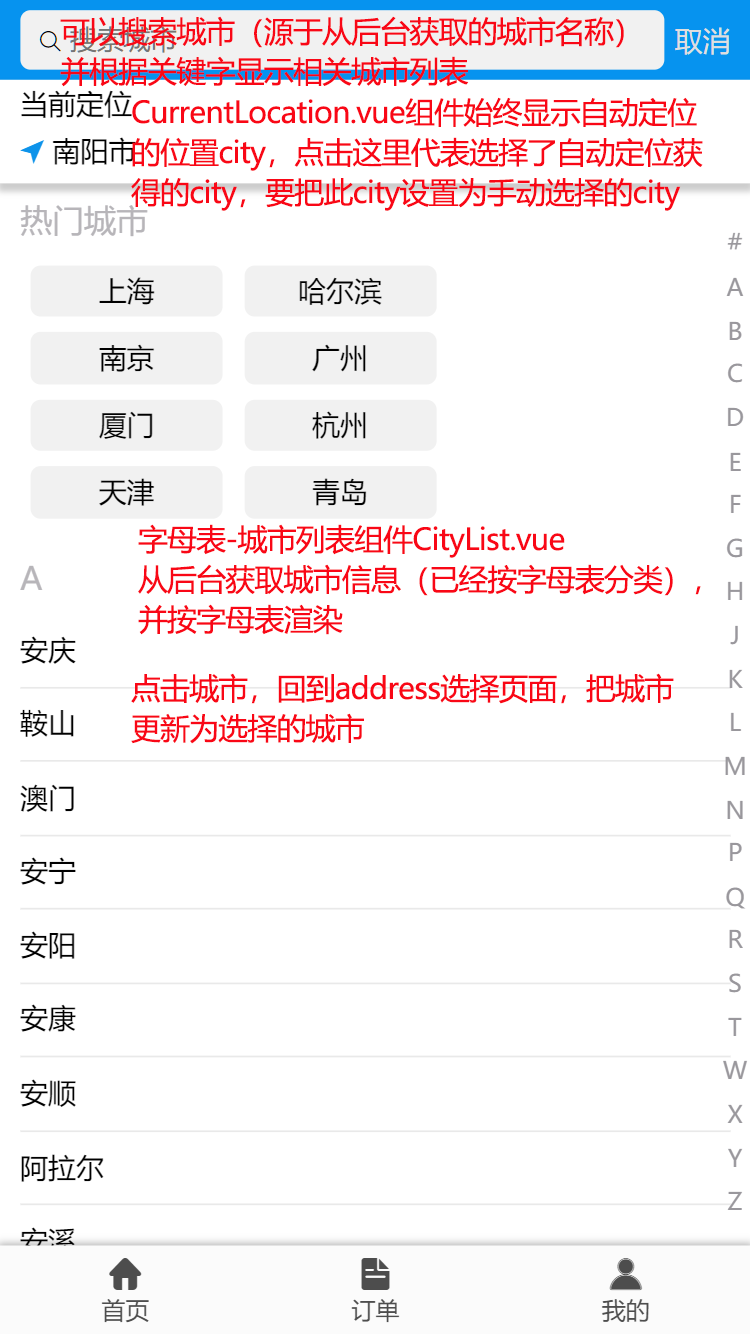 可以搜索城市（源于从后台获取的城市名称）
搜索城市
取消
并根据关键字显示相关城市列表
当前定位
CurrentLocation.vue组件始终显示自动定位
南阳市
的位置city，点击这里代表选择了自动定位获
得的city，要把此city设置为手动选择的city
热门城市
#
上海 哈尔滨
A
B
南京 广州
C
D
厦门 杭州
E
天津 青岛
F
字母表-城市列表组件CityList.vue
G
A
从后台获取城市信息（已经按字母表分类），
H
并按字母表渲染
J
安庆
K
点击城市，回到address选择页面，把城市
更新为选择的城市
鞍山
L
M
澳门
N
P
安宁
Q
安阳
R
S
安康
T
W
安顺
X
阿拉尔
Y
Z
安溪
首页 订单 我的